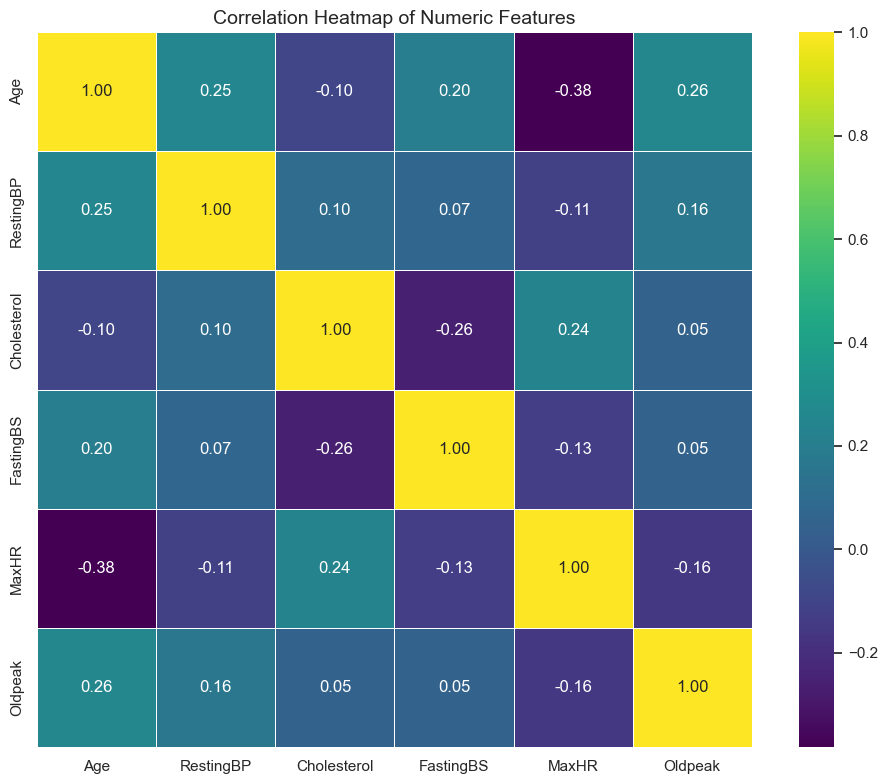 Correlation Heatmap of Numeric Features
Age 1.00 0.25 -0.10 0.20 -0.38 0.26
RestingBP 0.25 1.00 0.10 0.07 -0.11 0.16
Cholesterol -0.10 0.10 1.00 -0.26 0.24 0.05
FastingBS 0.20 0.07 -0.26 1.00 -0.13 0.05
MaxHR -0.38 -0.11 0.24 -0.13 1.00 -0.16
Oldpeak 0.26 0.16 0.05 0.05 -0.16 1.00
Age RestingBP Cholesterol FastingBS MaxHR Oldpeak
1.0
0.8
0.6
0.4
0.2
0.0
-0.2